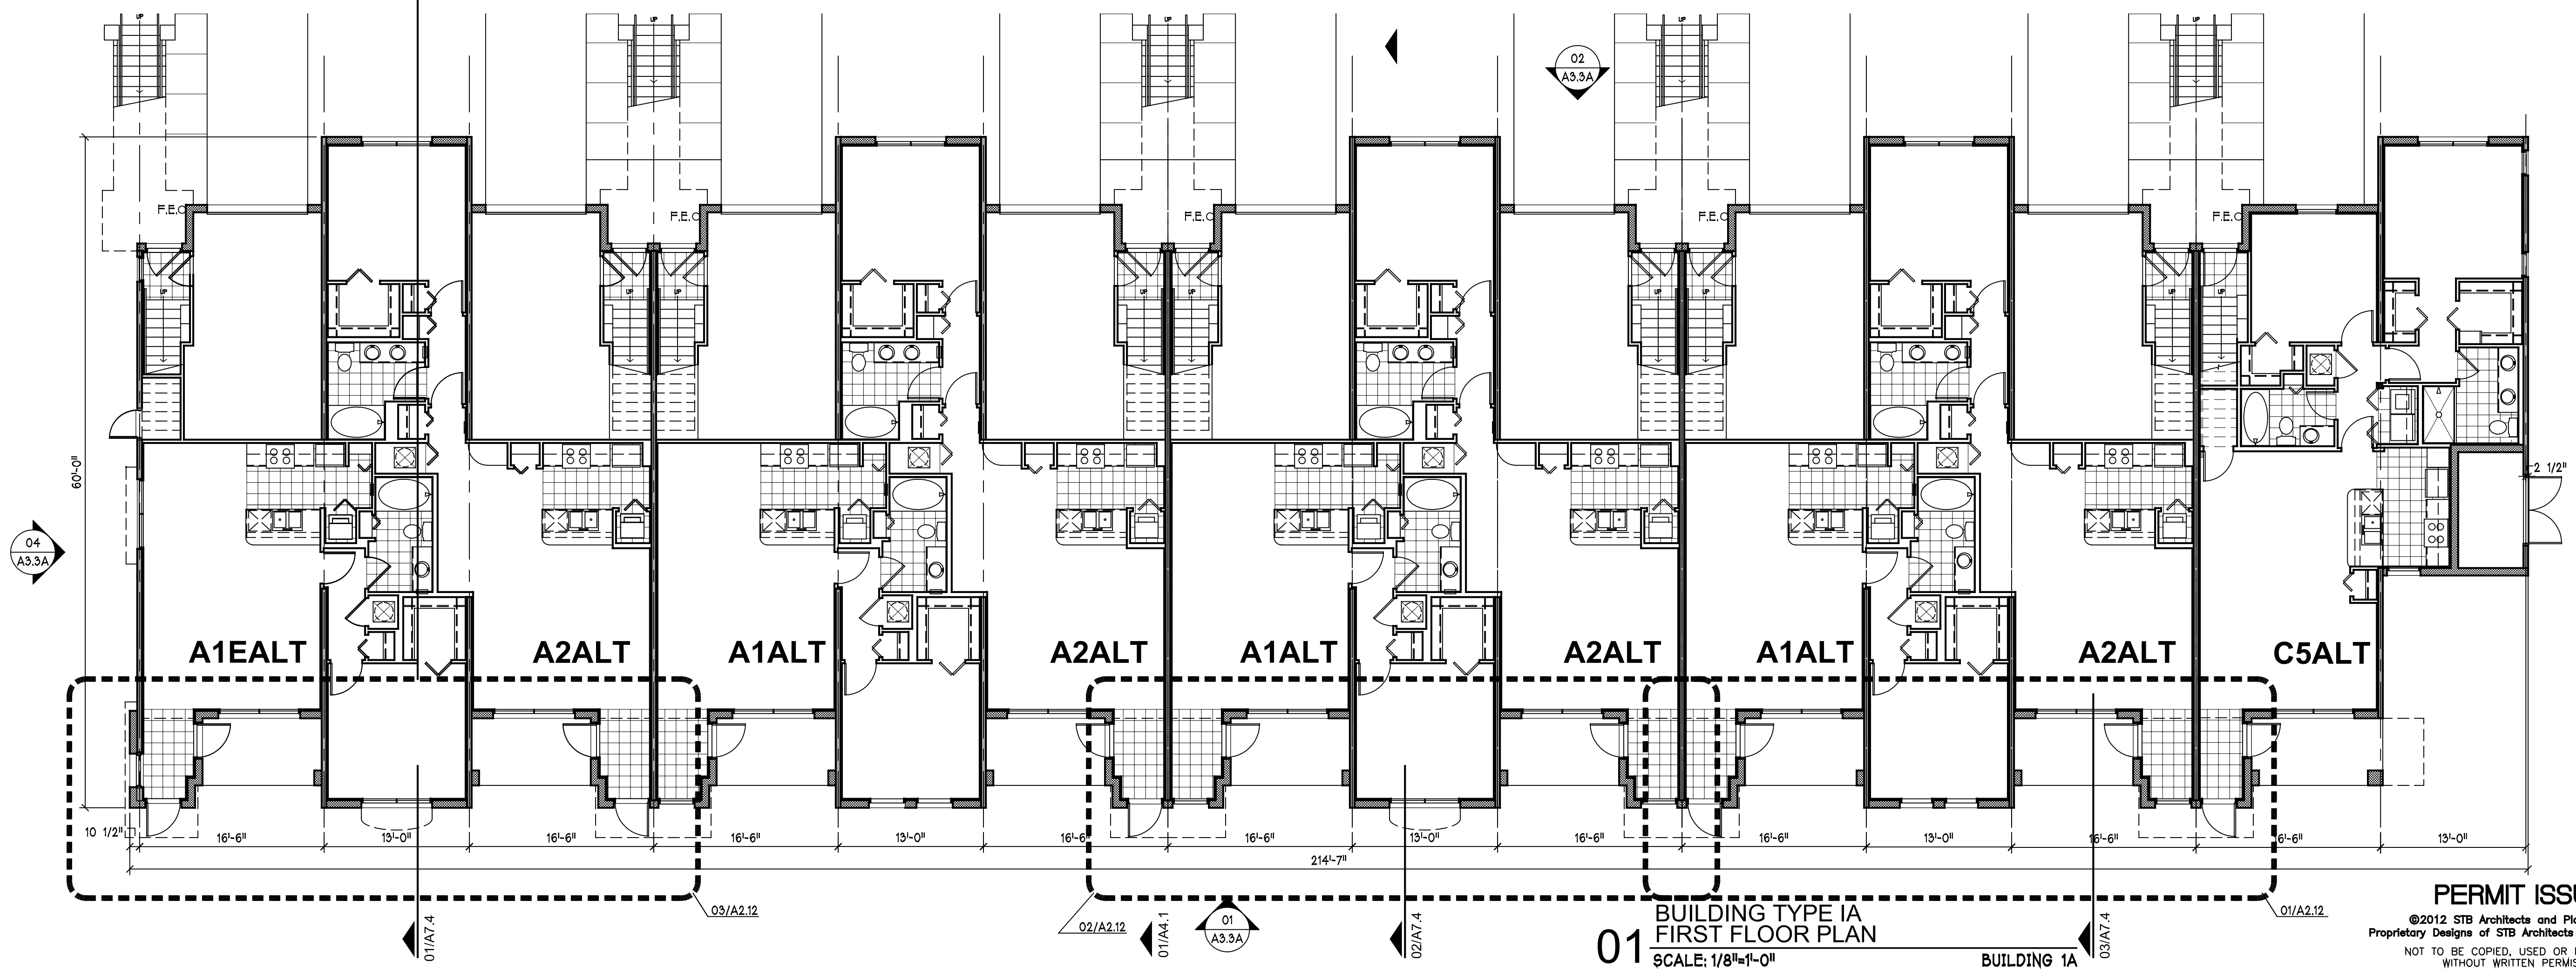 UP
UP
UP
UP
UP
02
A3.3A
F.E.C
F.E.C
F.E.C
F.E.C
F.E.C
UP
UP
UP
UP
UP
UP
UP
UP
UP
60'-0"
2 1/2"
04
A3.3A
A1EALT
A2ALT
A1ALT
A2ALT
A1ALT
A2ALT
A1ALT
A2ALT
C5ALT
10 1/2"
16'-6"
13'-0"
16'-6"
16'-6"
13'-0"
16'-6"
16'-6"
13'-0"
16'-6"
16'-6"
13'-0"
16'-6"
16'-6"
13'-0"
214'-7"
03/A2.12
02/A2.12
01/A2.12
01/A7.4
01/A4.1
01
A3.3A
02/A7.4
03/A7.4
01
BUILDING TYPE IA
FIRST FLOOR PLAN
SCALE: 1/8"=1'-0"
BUILDING 1A
PERMIT ISSU
©2012 STB Architects and Pla
Proprietary Designs of STB Architects
NOT TO BE COPIED, USED OR
WITHOUT WRITTEN PERMIS